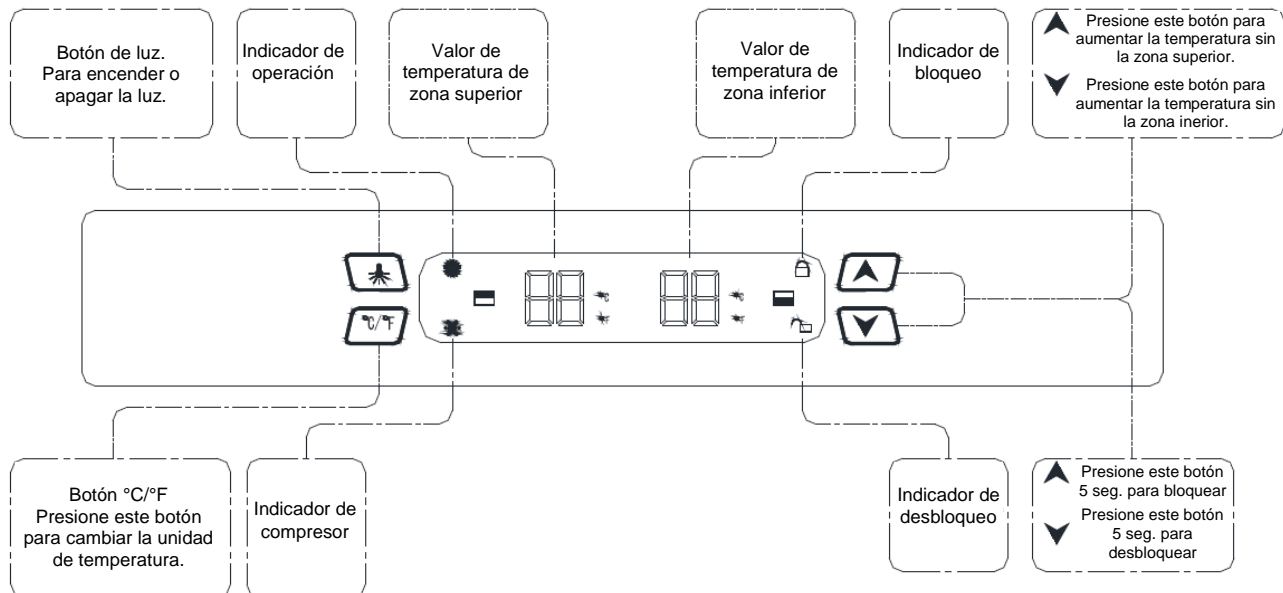 Botón de luz.
Para encender o
apagar la luz.
Indicador de
operación
Valor de
temperatura de
zona superior
Valor de
temperatura de
zona inferior
Indicador de
bloqueo
Presione este botón para
aumentar la temperatura sin
la zona superior.
Presione este botón para
aumentar la temperatura sin
la zona inerior.
°C/°F
Botón °C/°F
Presione este botón
para cambiar la unidad
de temperatura.
Indicador de
compresor
Indicador de
desbloqueo
Presione este botón
5 seg. para bloquear
Presione este botón
5 seg. para
desbloquear